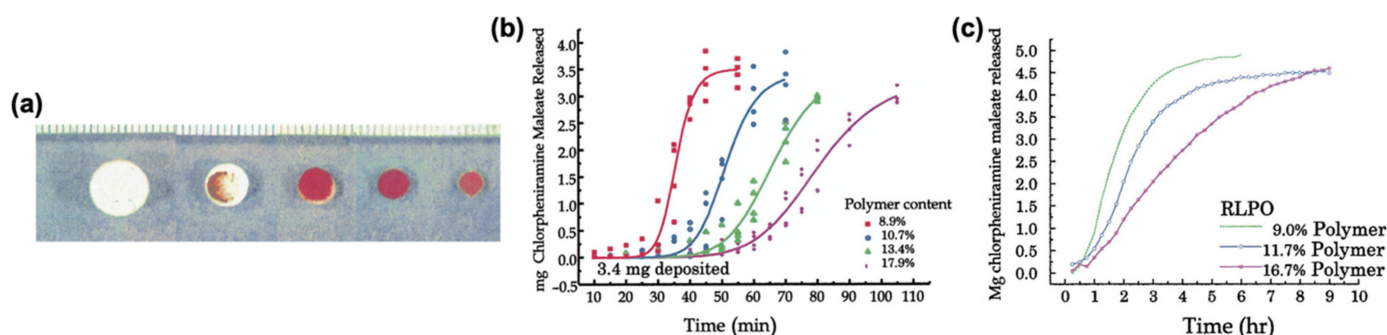 (a)
(b)
mg Chlorpheniramine Maleate Released
4.0
3.5
3.0
2.5
2.0
1.5
1.0
0.5
0.0
−0.5
Polymer content
8.9%
10.7%
13.4%
17.9%
3.4 mg deposited
10 20 30 40 50 60 70 80 90 100 110
Time (min)
(c)
Mg chlorpheniramine maleate released
5.0
4.5
3.5
3.0
2.5
2.0
1.5
0.5
0.0
RLPO
9.0% Polymer
11.7% Polymer
16.7% Polymer
0 1 2 3 4 5 6 7 8 9 10
Time (hr)